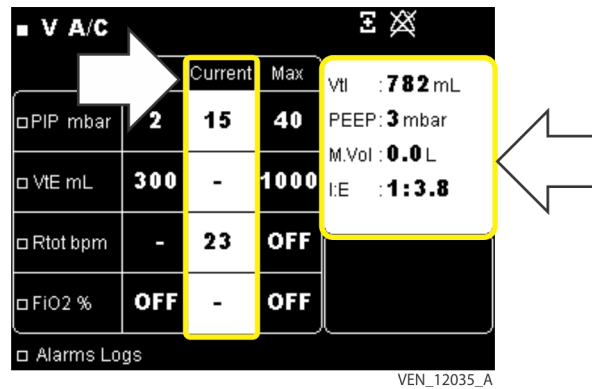 V A/C
Current Max
PIP mbar 2 15 40
VtE mL 300 - 1000
Rtot bpm - 23 OFF
FiO2 % OFF - OFF
VtI : 782 mL
PEEP: 3 mbar
M.Vol : 0.0 L
I:E : 1:3.8
Alarms Logs
VEN_12035_A